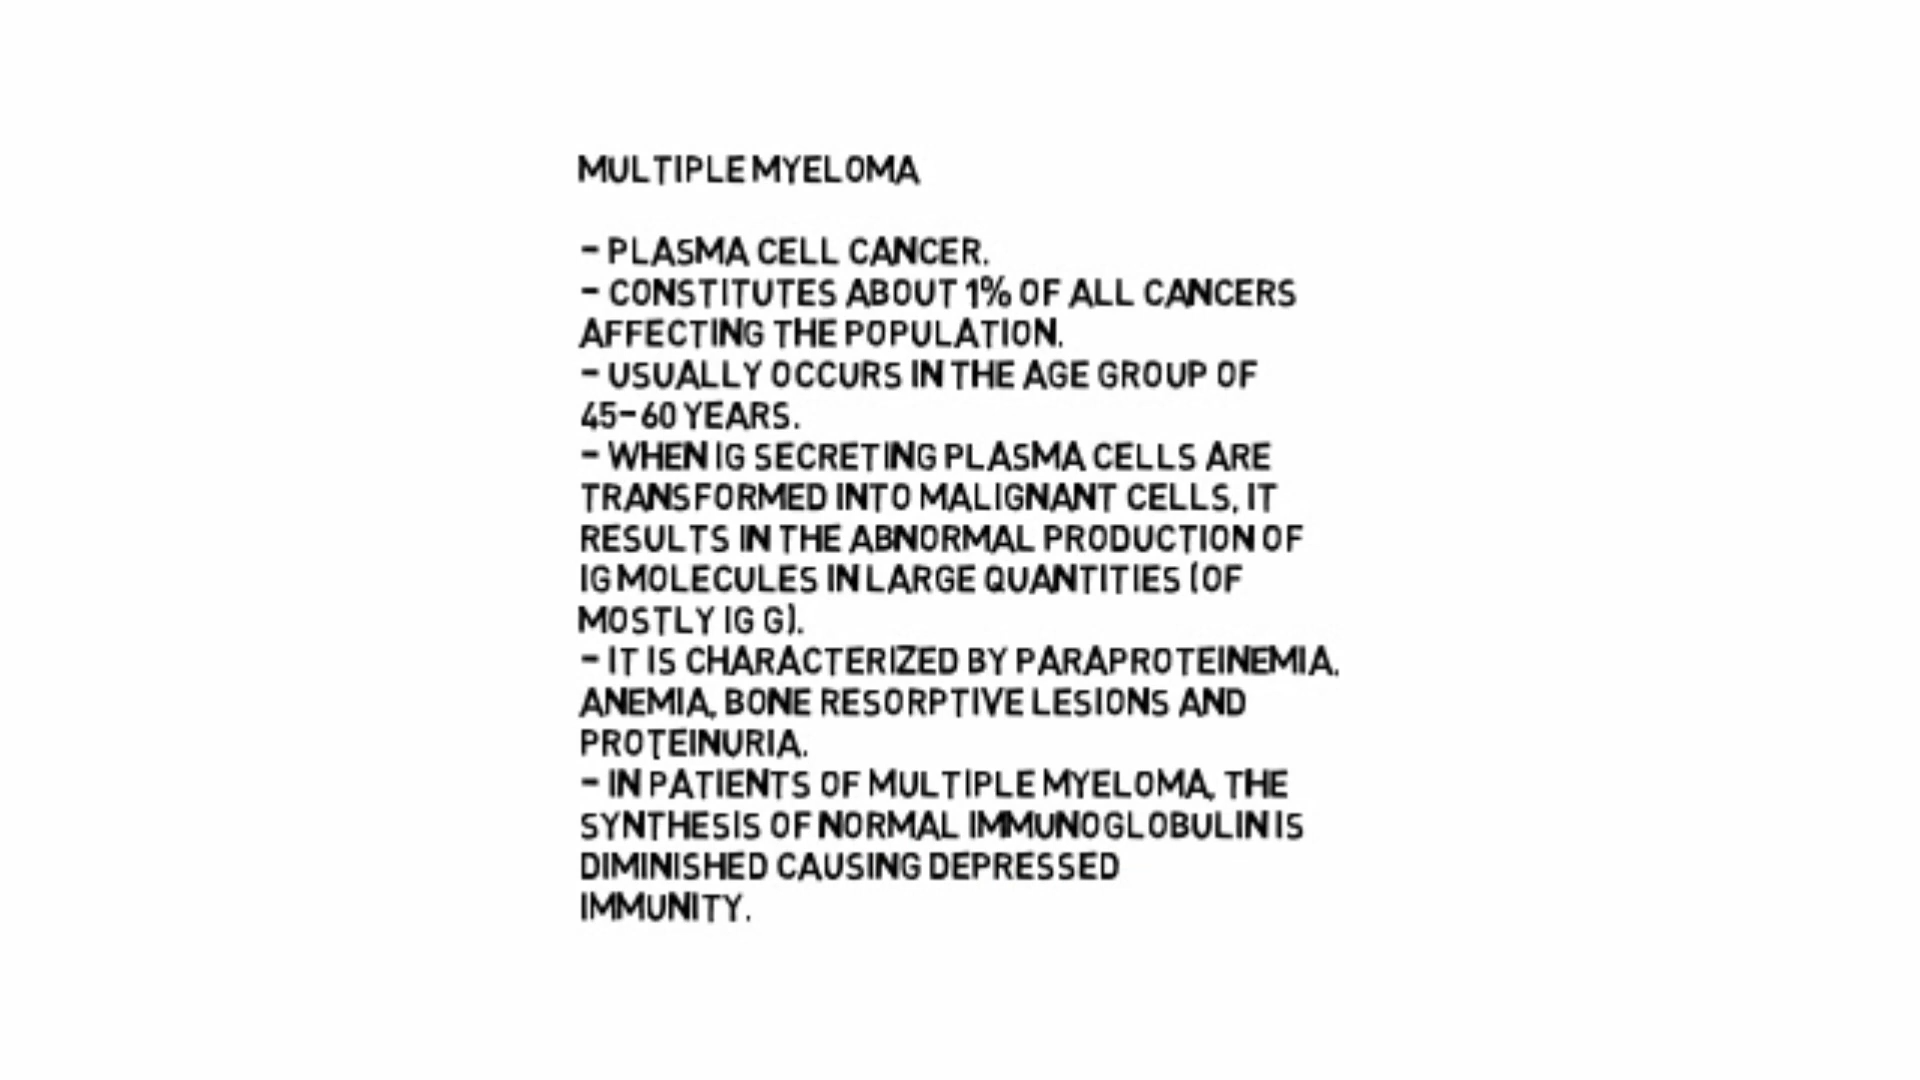 MULTIPLE MYELOMA
- PLASMA CELL CANCER.
- CONSTITUTES ABOUT 1% OF ALL CANCERS
AFFECTING THE POPULATION.
- USUALLY OCCURS IN THE AGE GROUP OF
45-60 YEARS.
- WHEN IG SECRETING PLASMA CELLS ARE
TRANSFORMED INTO MALIGNANT CELLS, IT
RESULTS IN THE ABNORMAL PRODUCTION OF
IG MOLECULES IN LARGE QUANTITIES (OF
MOSTLY IG G).
- IT IS CHARACTERIZED BY PARAPROTEINEMIA,
ANEMIA, BONE RESORPTIVE LESIONS AND
PROTEINURIA.
- IN PATIENTS OF MULTIPLE MYELOMA, THE
SYNTHESIS OF NORMAL IMMUNOGLOBULIN IS
DIMINISHED CAUSING DEPRESSED
IMMUNITY.